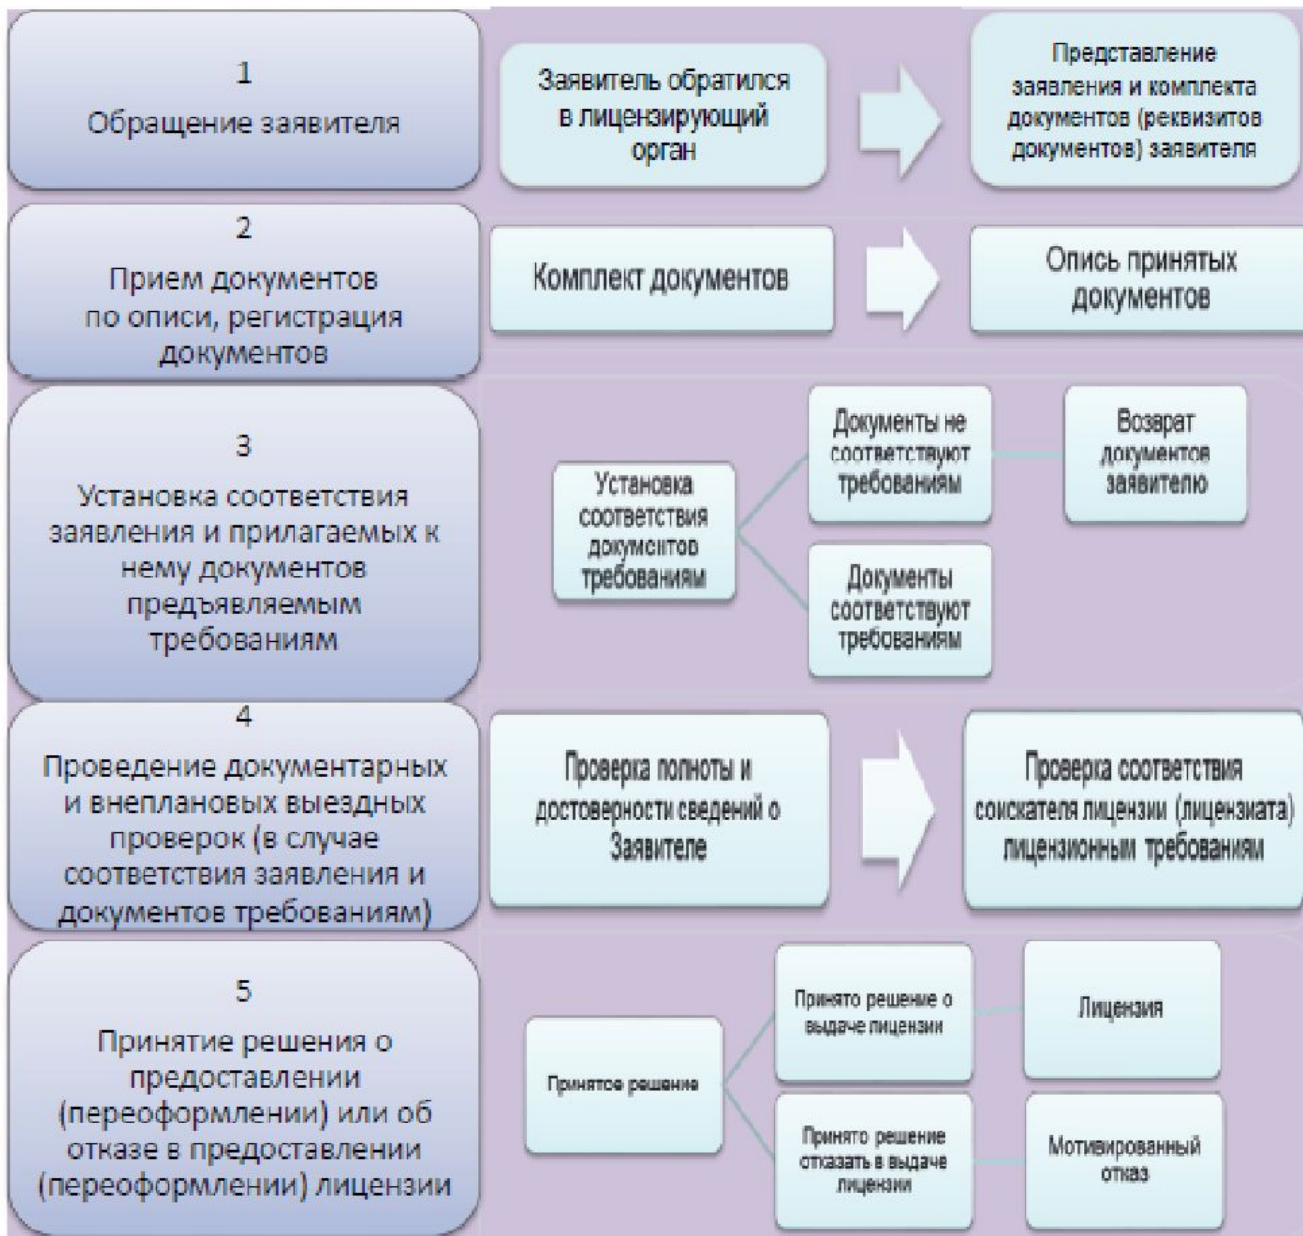 1
Обращение заявителя
Заявитель обратился
в лицензирующий
орган
Представление
заявления и комплекта
документов (реквизитов
документов) заявителя
2
Прием документов
по описи, регистрация
документов
Комплект документов
Опись принятых
документов
3
Установка соответствия
заявления и прилагаемых к
нему документов
предъявляемым
требованиям
Установка
соответствия
документов
требованиям
Документы не
соответствуют
требованиям
Возврат
документов
заявителю
Документы
соответствуют
требованиям
4
Проведение документарных
и внеплановых выездных
проверок (в случае
соответствия заявления и
документов требованиям)
Проверка полноты и
достоверности сведений о
Заявителе
Проверка соответствия
соискателя лицензии (лицензиата)
лицензионным требованиям
5
Принятие решения о
предоставлении
(переоформлении) или об
отказе в предоставлении
(переоформлении) лицензии
Принятое решение
Принято решение о
выдаче лицензии
Лицензия
Принято решение
отказать в выдаче
лицензии
Мотивированный
отказ